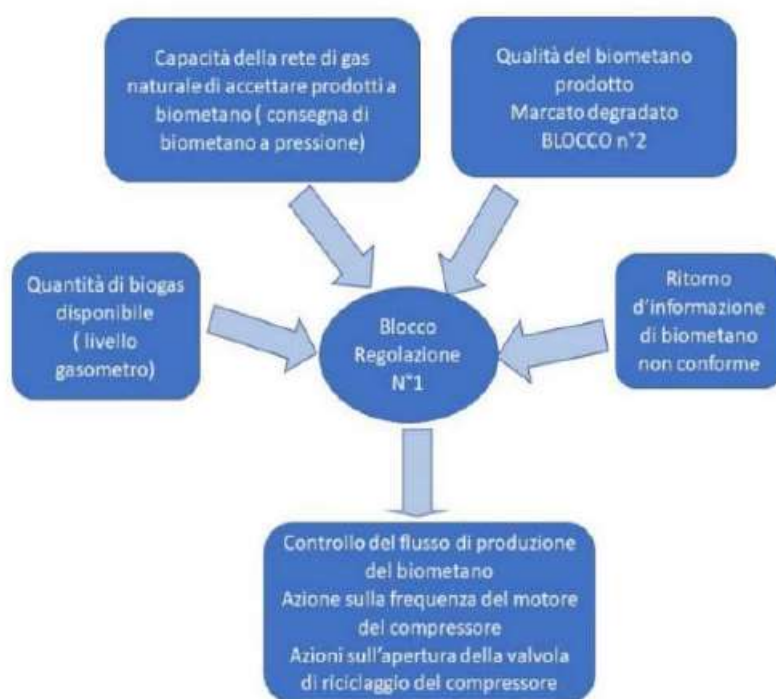 Capacità della rete di gas
naturale di accettare prodotti a
biometano ( consegna di
biometano a pressione)
Qualità del biometano
prodotto
Marcato degradato
BLOCCO n°2
Quantità di biogas
disponibile
( livello
gasometro)
Blocco
Regolazione
N°1
Ritorno
d'informazione
di biometano
non conforme
Controllo del flusso di produzione
del biometano
Azione sulla frequenza del motore
del compressore
Azioni sull'apertura della valvola
di riciclaggio del compressore